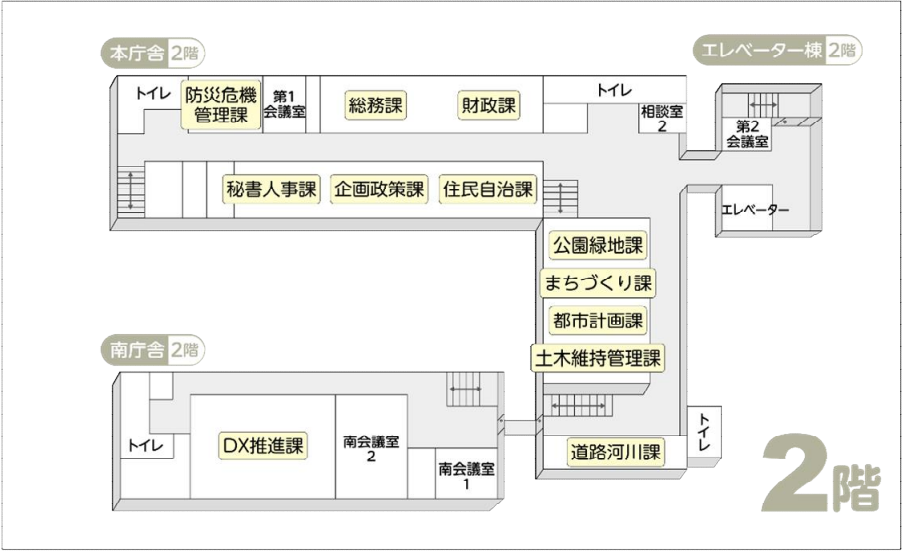 本庁舎 2階
エレベーター棟 2階
トイレ
防災危機
管理課
第1
会議室
総務課
財政課
トイレ
相談室
2
第2
会議室
秘書人事課
企画政策課
住民自治課
エレベーター
公園緑地課
まちづくり課
都市計画課
土木維持管理課
南庁舎 2階
トイレ
DX推進課
南会議室
2
南会議室
1
道路河川課
トイレ
2階